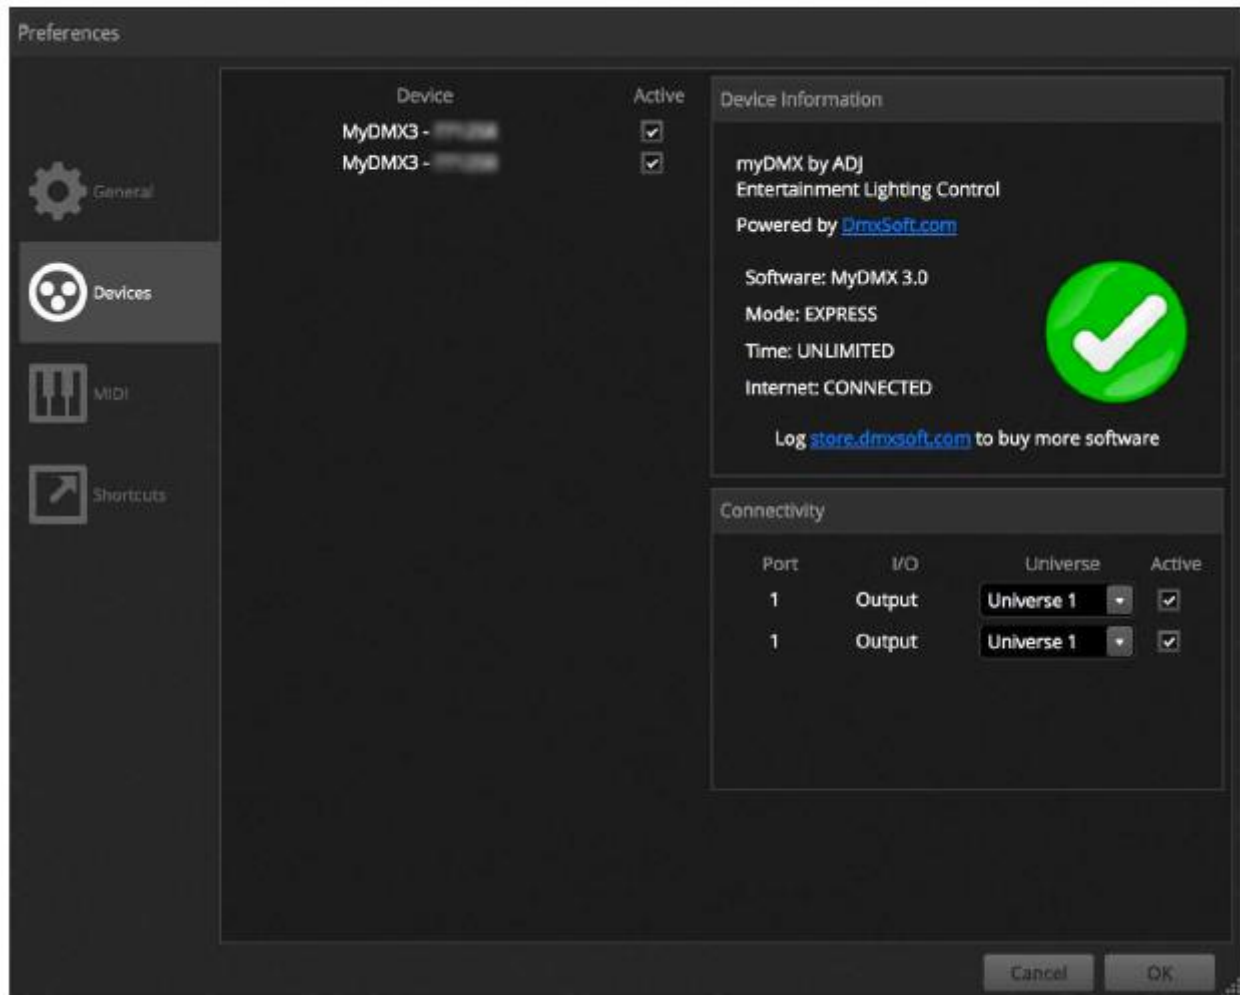 Preferences
General
Devices
MIDI
Shortcuts
Device Active
MyDMX3 -
MyDMX3 -
Device Information
myDMX by ADJ
Entertainment Lighting Control
Powered by DmxSoft.com
Software: MyDMX 3.0
Mode: EXPRESS
Time: UNLIMITED
Internet: CONNECTED
Log store.dmxsoft.com to buy more software
Connectivity
Port I/O Universe Active
1 Output Universe 1
1 Output Universe 1
Cancel OK